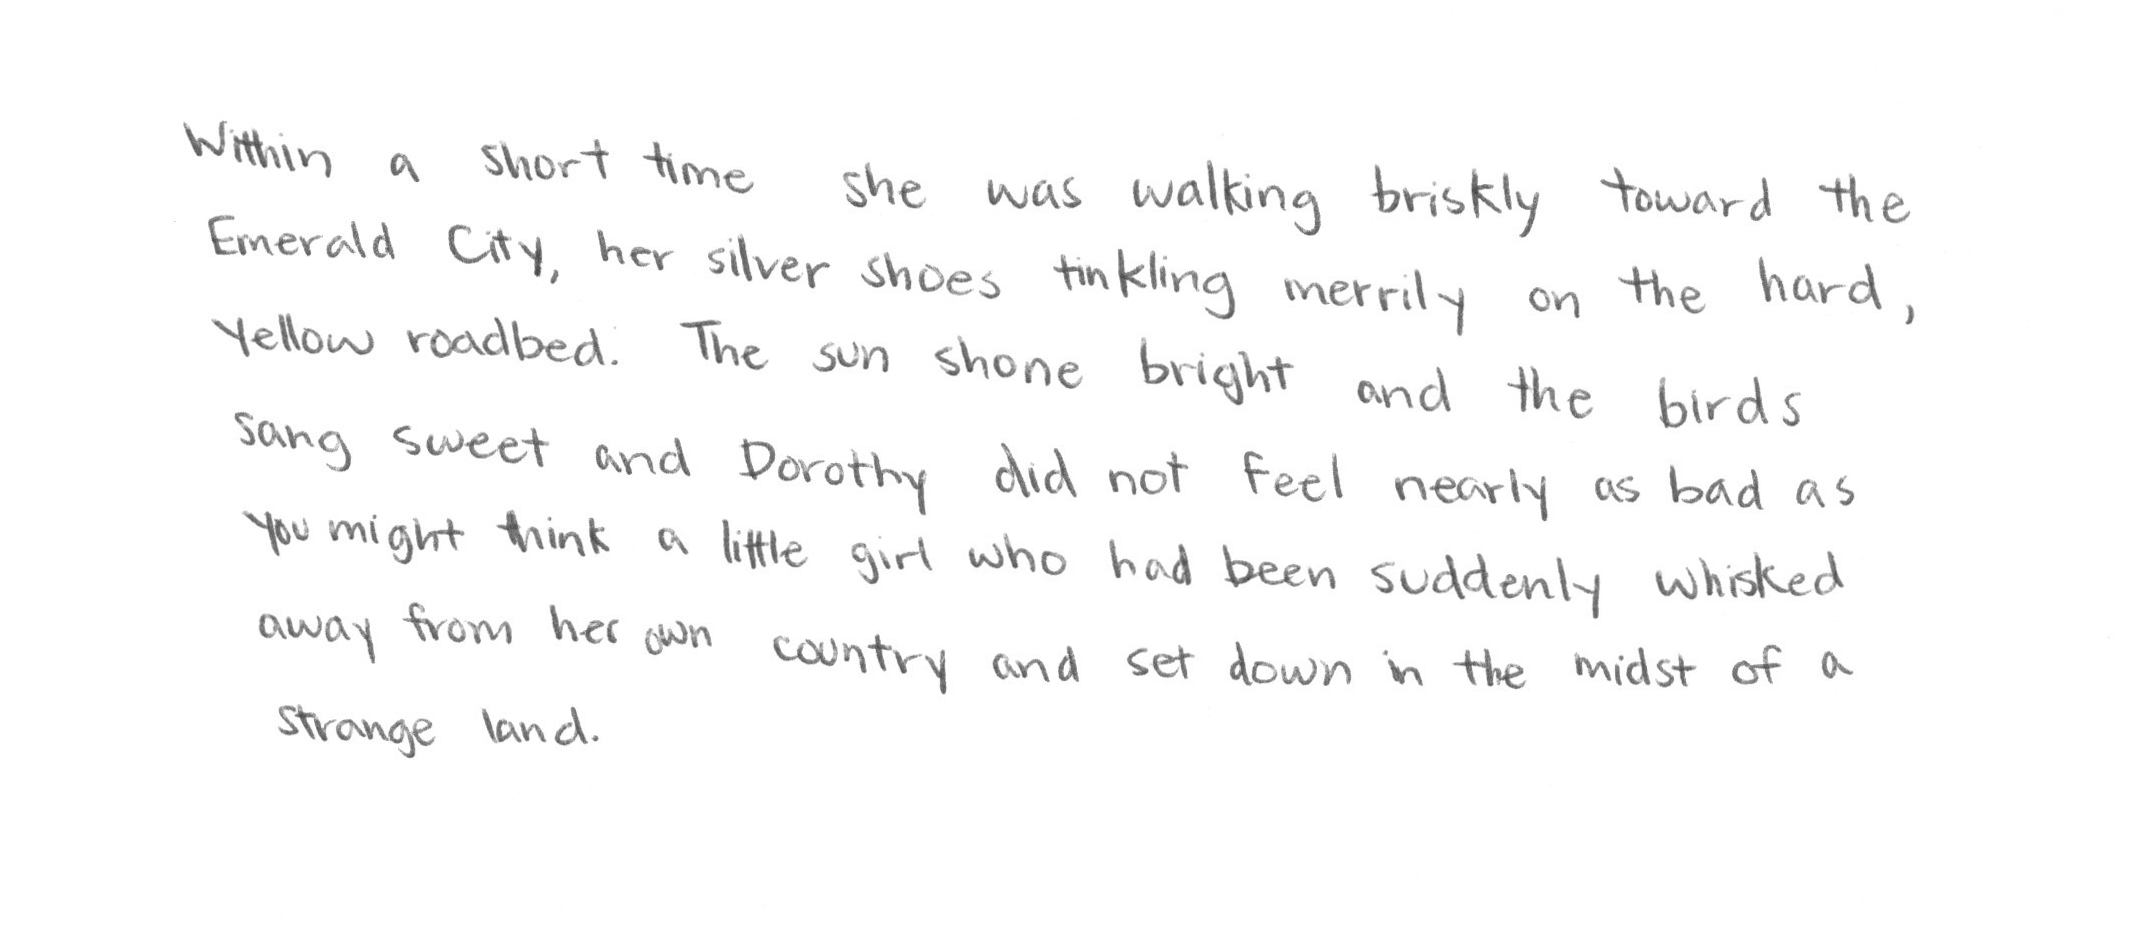 Within a short time she was walking briskly toward the
Emerald City, her silver shoes tinkling merrily on the hard,
yellow roadbed. The sun shone bright and the birds
sang sweet and Dorothy did not feel nearly as bad as
you might think a little girl who had been suddenly whisked
away from her own country and set down in the midst of a
strange land.